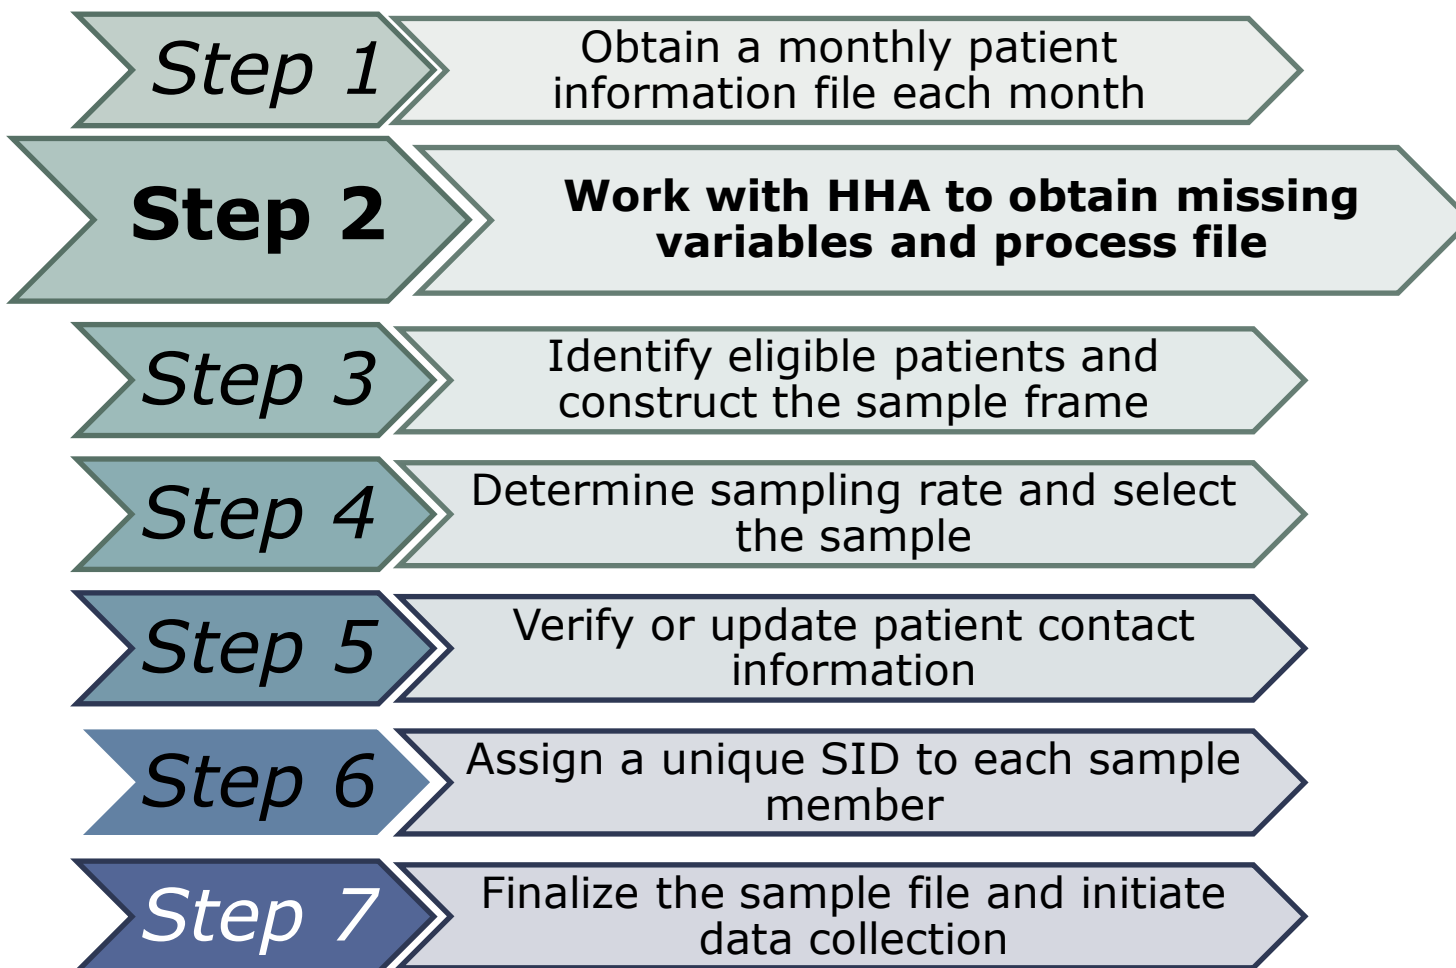 Step 1
Obtain a monthly patient
information file each month
Step 2
Work with HHA to obtain missing
variables and process file
Step 3
Identify eligible patients and
construct the sample frame
Step 4
Determine sampling rate and select
the sample
Step 5
Verify or update patient contact
information
Step 6
Assign a unique SID to each sample
member
Step 7
Finalize the sample file and initiate
data collection